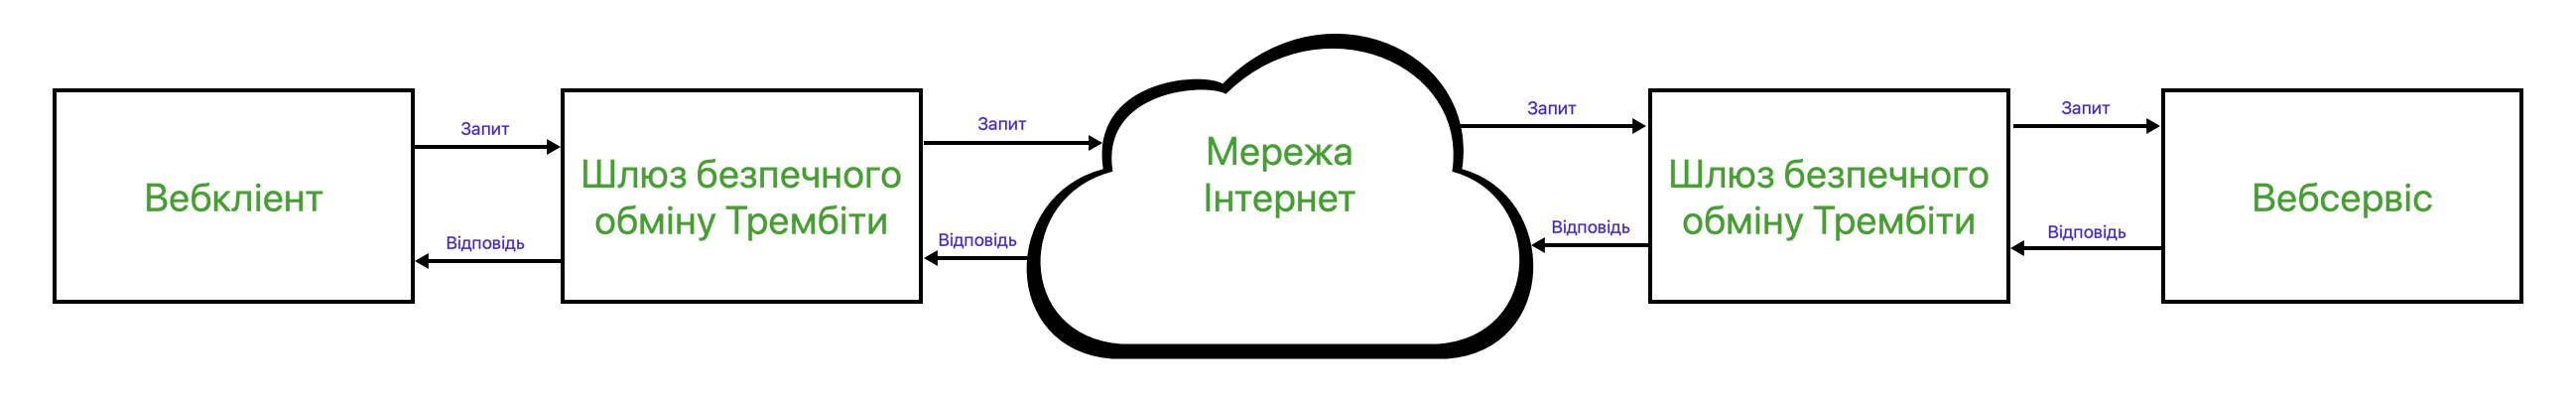 Вебклієнт
Запит
Відповідь
Шлюз безпечного
обміну Трембіти
Запит
Відповідь
Мережа
Інтернет
Запит
Відповідь
Шлюз безпечного
обміну Трембіти
Запит
Відповідь
Вебсервіс